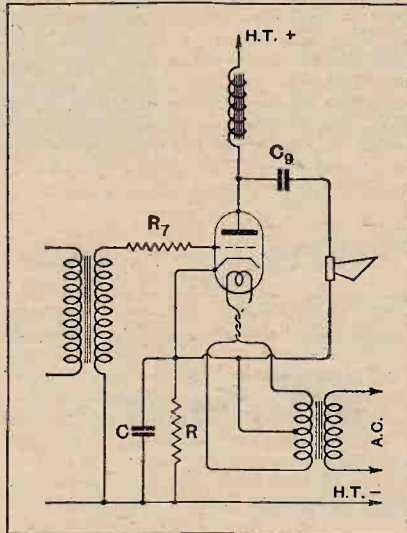 H.T. +
C9
R7
C
R
A.C.
H.T. –